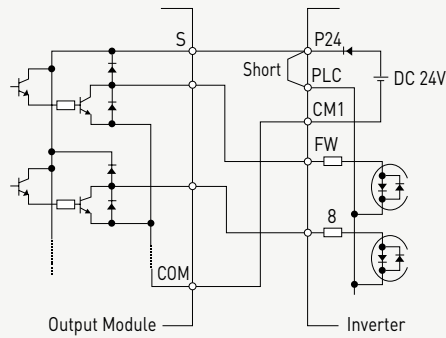 S
P24
Short
PLC
DC 24V
CM1
FW
8
COM
Output Module
Inverter